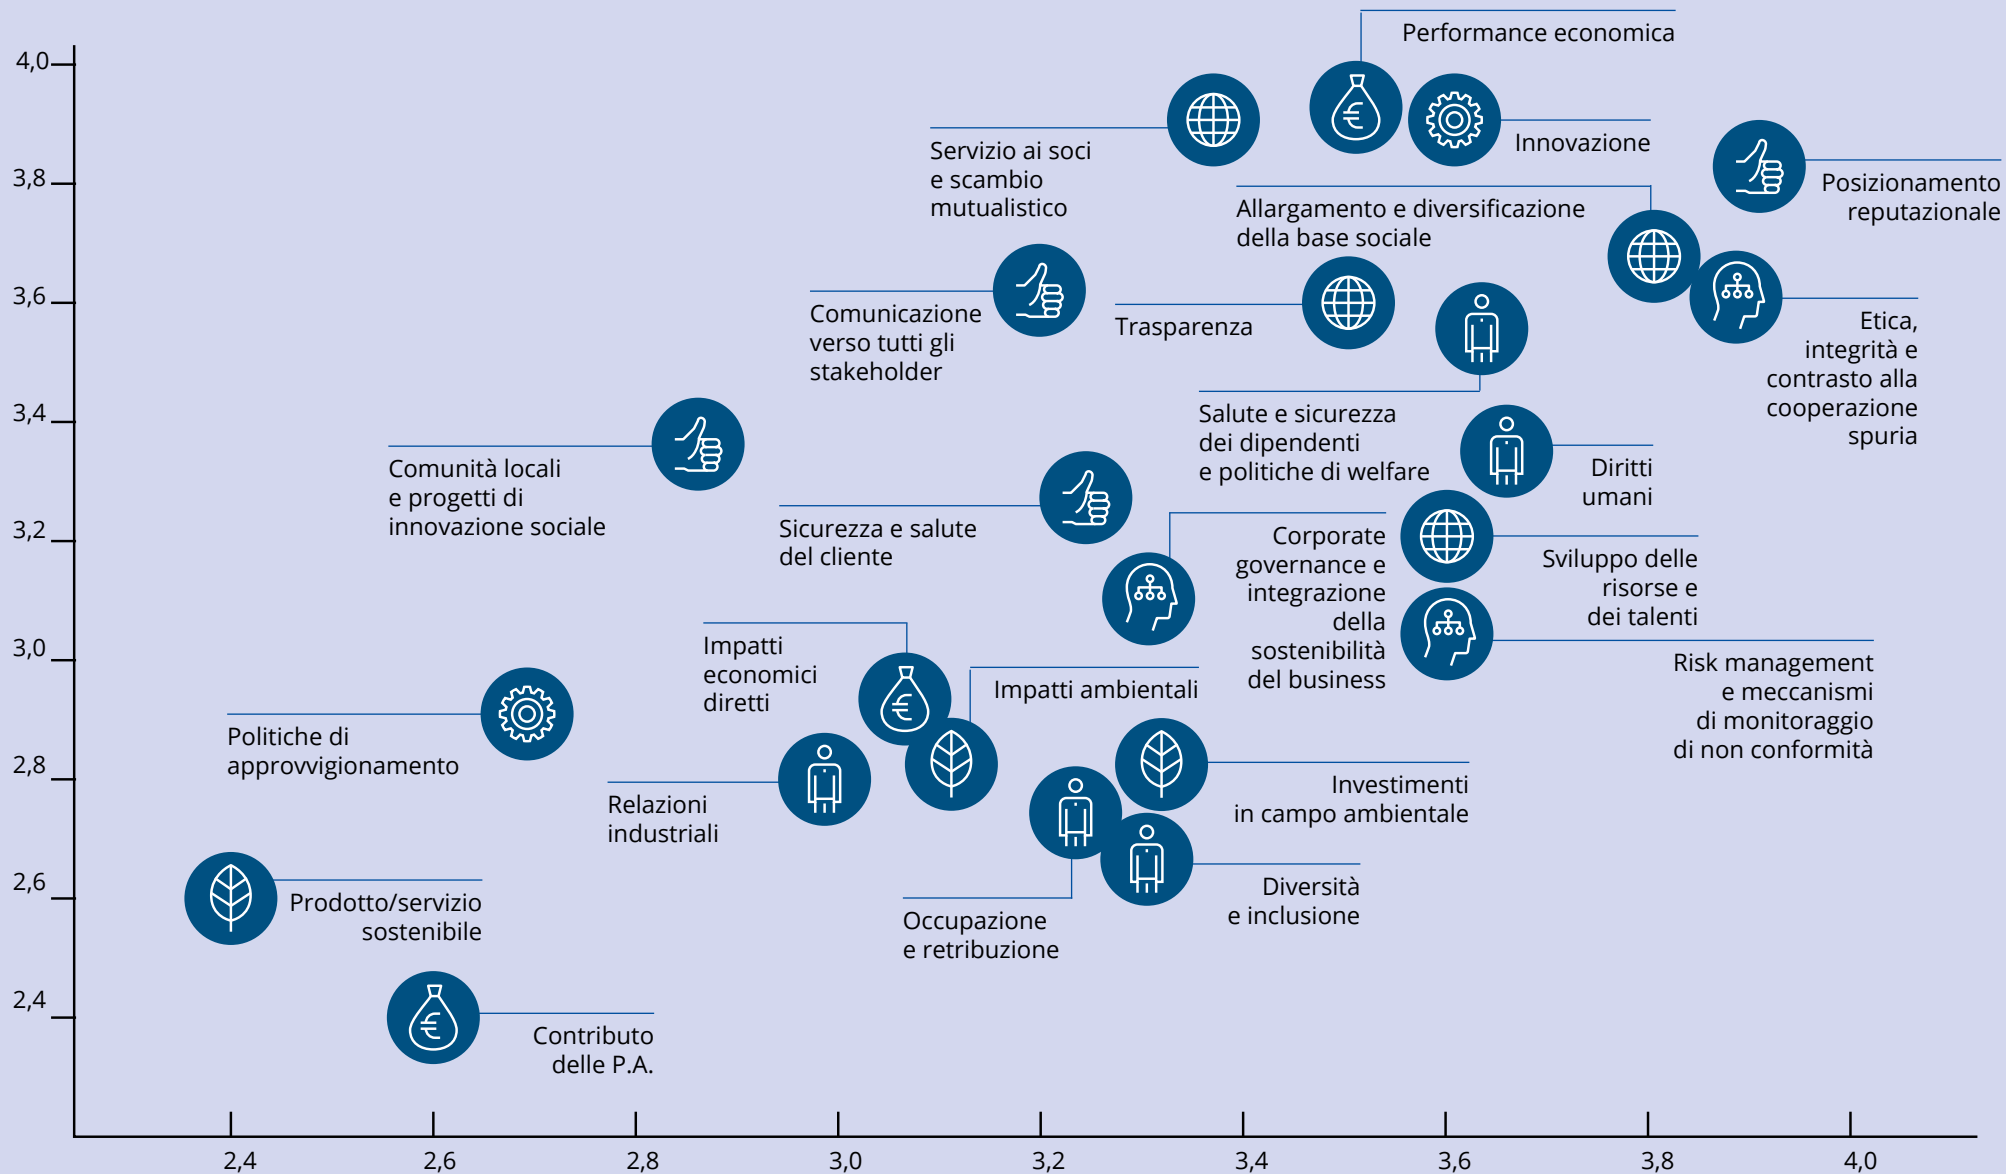 Performance economica
4,0
Servizio ai soci
e scambio
mutualistico
Innovazione
3,8
Posizionamento
reputazionale
Allargamento e diversificazione
della base sociale
3,6
Comunicazione
verso tutti gli
stakeholder
Trasparenza
Etica,
integrità e
contrasto alla
cooperazione
spuria
3,4
Salute e sicurezza
dei dipendenti
e politiche di welfare
Comunità locali
e progetti di
innovazione sociale
Diritti
umani
3,2
Sicurezza e salute
del cliente
Corporate
governance e
integrazione
della
sostenibilità
del business
Sviluppo delle
risorse e
dei talenti
3,0
Impatti
economici
diretti
Impatti ambientali
Risk management
e meccanismi
di monitoraggio
di non conformità
Politiche di
approvvigionamento
2,8
Relazioni
industriali
Investimenti
in campo ambientale
2,6
Prodotto/servizio
sostenibile
Occupazione
e retribuzione
Diversità
e inclusione
2,4
Contributo
delle P.A.
2,4
2,6
2,8
3,0
3,2
3,4
3,6
3,8
4,0